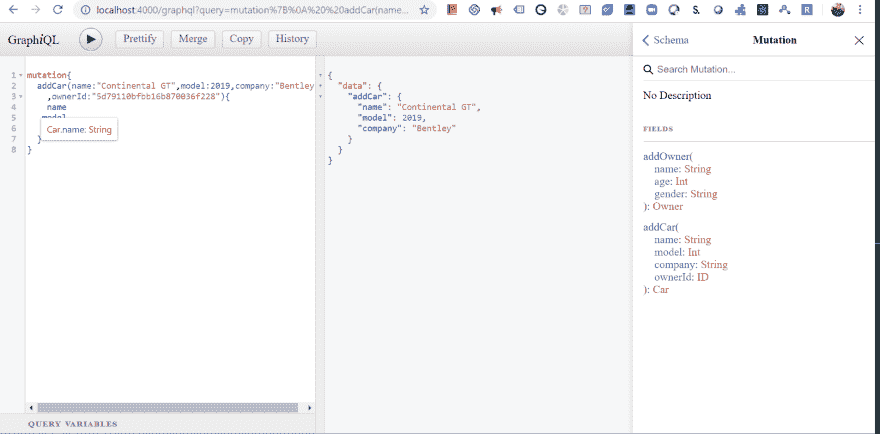 localhost:4000/graphql?query=mutation%7B%0A%20%20addCar(name...
GraphiQL
Prettify
Merge
Copy
History
Schema
Mutation
1 mutation{
2 addCar(name:"Continental GT",model:2019,company:"Bentley
3 ,ownerId:"5d79110bfbb16b870036f228"){
4 name
5 model
6
Car.name: String
7 }
8 }
{
"data": {
"addCar": {
"name": "Continental GT",
"model": 2019,
"company": "Bentley"
}
}
}
Search Mutation...
No Description
FIELDS
addOwner(
name: String
age: Int
gender: String
): Owner
addCar(
name: String
model: Int
company: String
ownerId: ID
): Car
QUERY VARIABLES